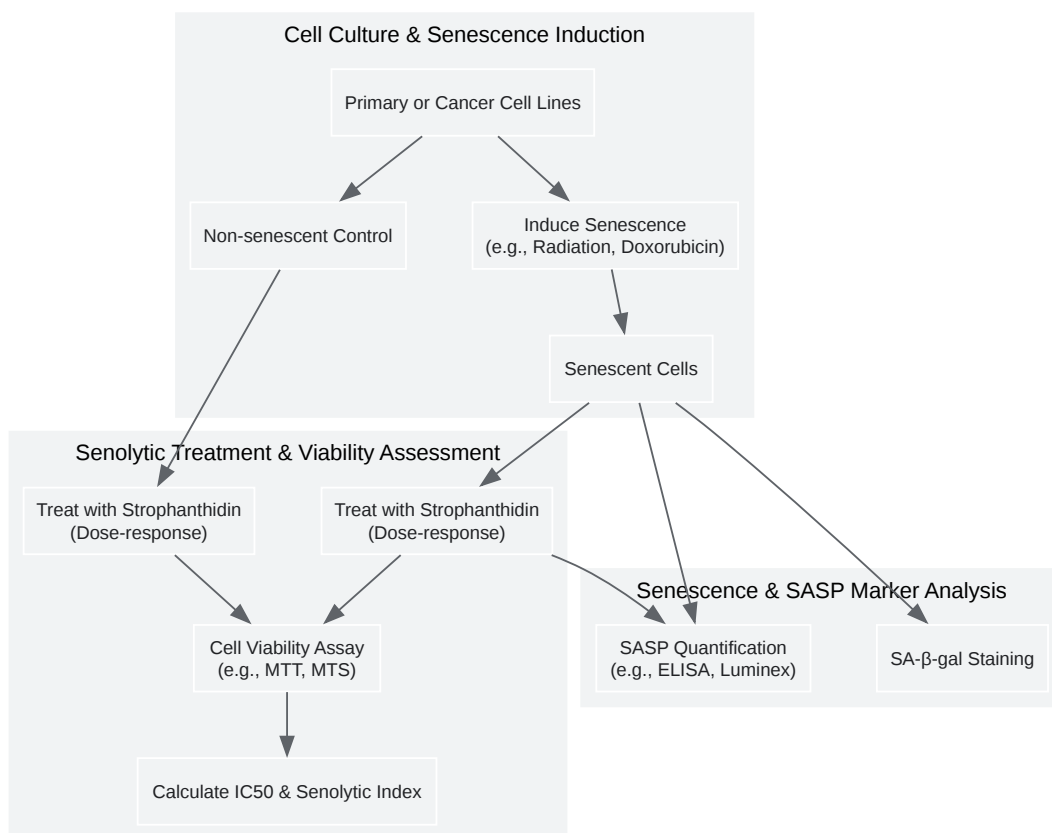 Cell Culture & Senescence Induction
Primary or Cancer Cell Lines
Non-senescent Control
Induce Senescence
(e.g., Radiation, Doxorubicin)
Senescent Cells
Senolytic Treatment & Viability Assessment
Treat with Strophanthidin
(Dose-response)
Treat with Strophanthidin
(Dose-response)
Cell Viability Assay
(e.g., MTT, MTS)
Calculate IC50 & Senolytic Index
Senescence & SASP Marker Analysis
SASP Quantification
(e.g., ELISA, Luminex)
SA-β-gal Staining